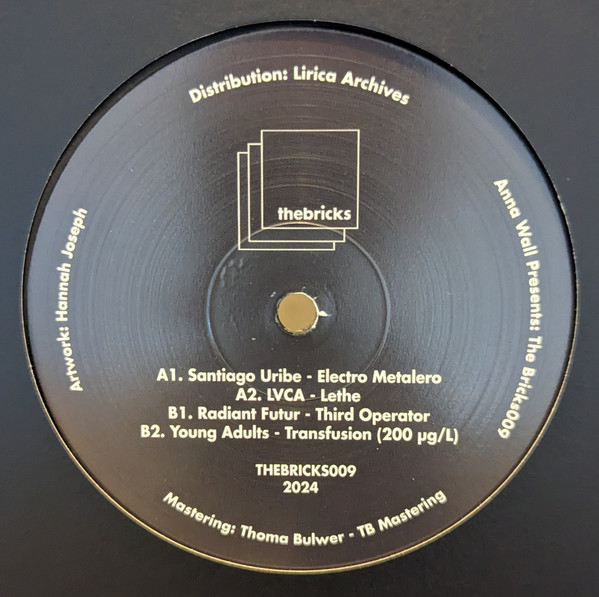 Distribution: Lirica Archives
thebricks
Anna Wall Presents: The Bricks009
Artwork: Hannah Joseph
A1. Santiago Uribe - Electro Metalero
A2. LVCA - Lethe
B1. Radiant Futur - Third Operator
B2. Young Adults - Transfusion (200 µg/L)
THEBRICKS009
2024
Mastering: Thoma Bulwer - TB Mastering